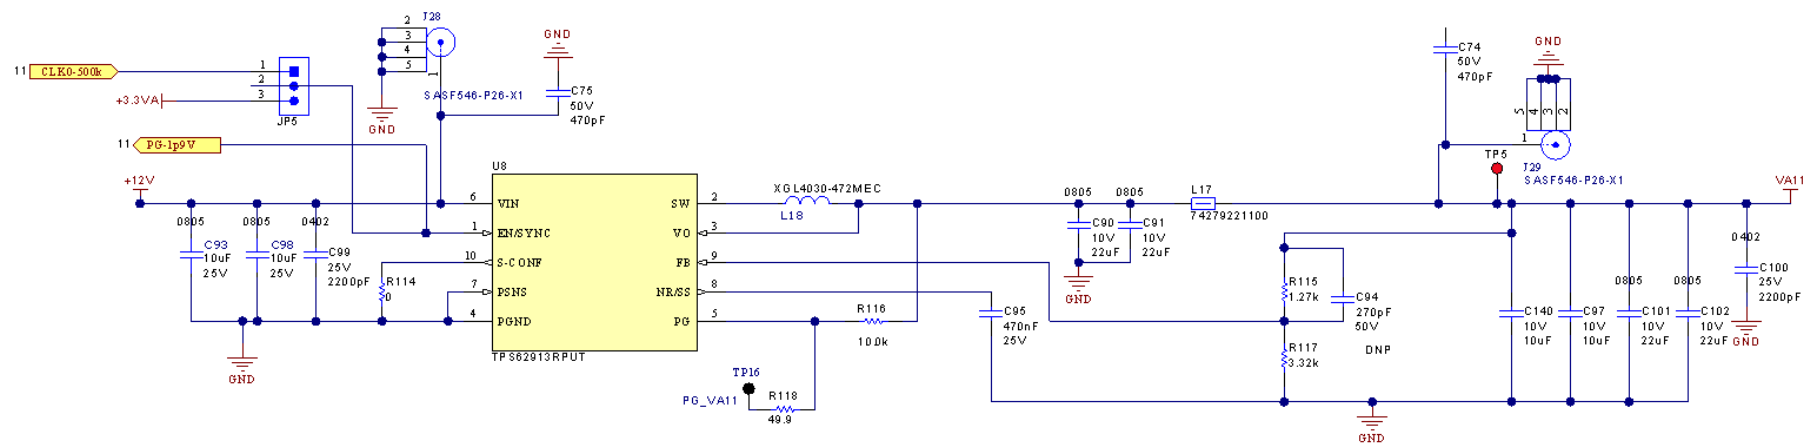 11 CLK0-500k
+3.3VA
1
2
3
JP5
11 PG-1p9V
2
3
4
5
1
J28
SASF546-P26-X1
GND
GND
C75
50V
470pF
+12V
0805
C93
10uF
25V
0805
C98
10uF
25V
0402
C99
25V
2200pF
R114
0
GND
U8
6 VIN
1 EN/SYNC
10 S-CONF
7 PSNS
4 PGND
SW 2
VO 3
FB 9
NR/SS 8
PG 5
TPS62913RPUT
XGL4030-472MEC
L18
R116
10.0k
TP16
PG_VA11
R118
49.9
C95
470nF
25V
0805
C90
10V
22uF
0805
C91
10V
22uF
GND
L17
74279221100
C74
50V
470pF
GND
5
4
3
2
1
J29
SASF546-P26-X1
TP5
R115
1.27k
C94
270pF
50V
DNP
R117
3.32k
GND
C140
10V
10uF
C97
10V
10uF
0805
C101
10V
22uF
0805
C102
10V
22uF
0402
C100
25V
2200pF
GND
VA11